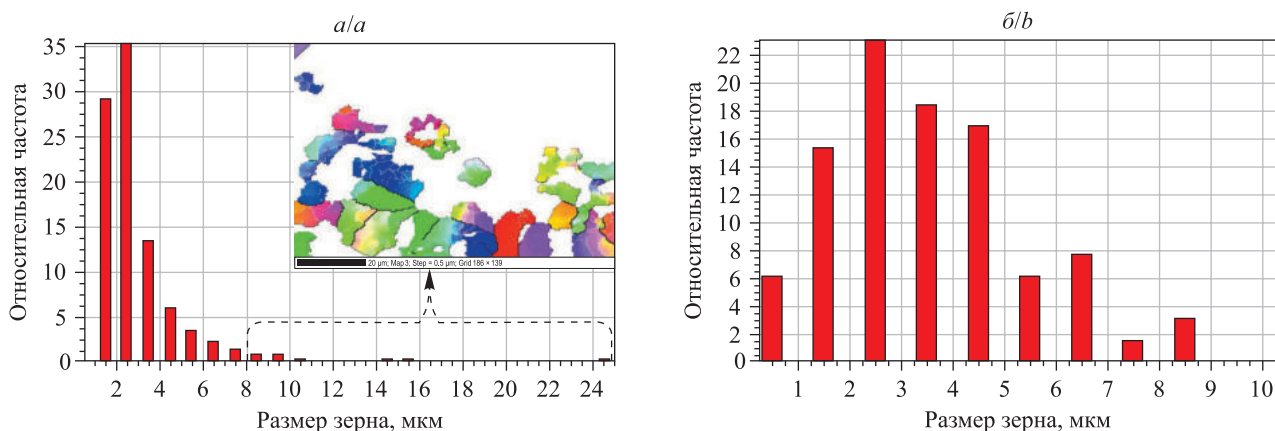 а/a
Относительная частота
35
30
25
20
15
10
5
0
20 µm; Map 3; Step = 0.5 µm; Grid 186 × 139
2 4 6 8 10 12 14 16 18 20 22 24
Размер зерна, мкм
б/b
Относительная частота
22
20
18
16
14
12
10
8
6
4
2
0
1 2 3 4 5 6 7 8 9 10
Размер зерна, мкм